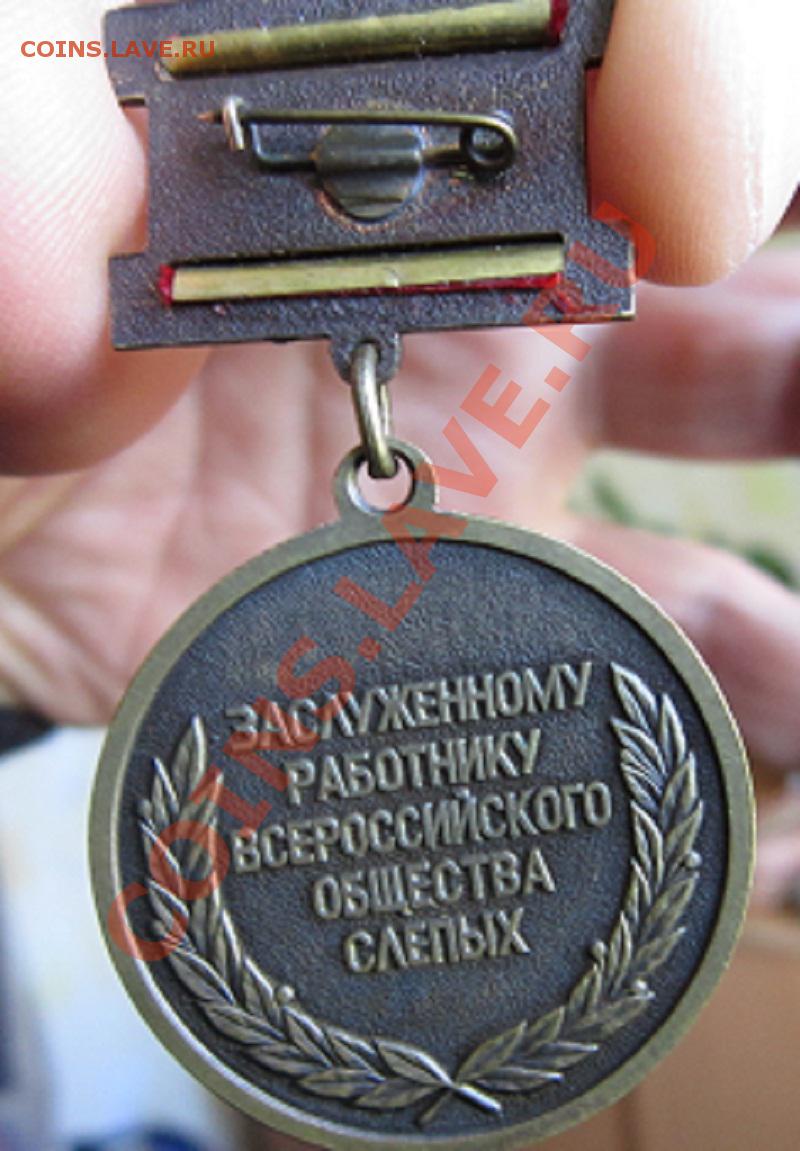 COINS.LAVE.RU
COINS.LAVE.RU
ЗАСЛУЖЕННОМУ
РАБОТНИКУ
ВСЕРОССИЙСКОГО
ОБЩЕСТВА
СЛЕПЫХ